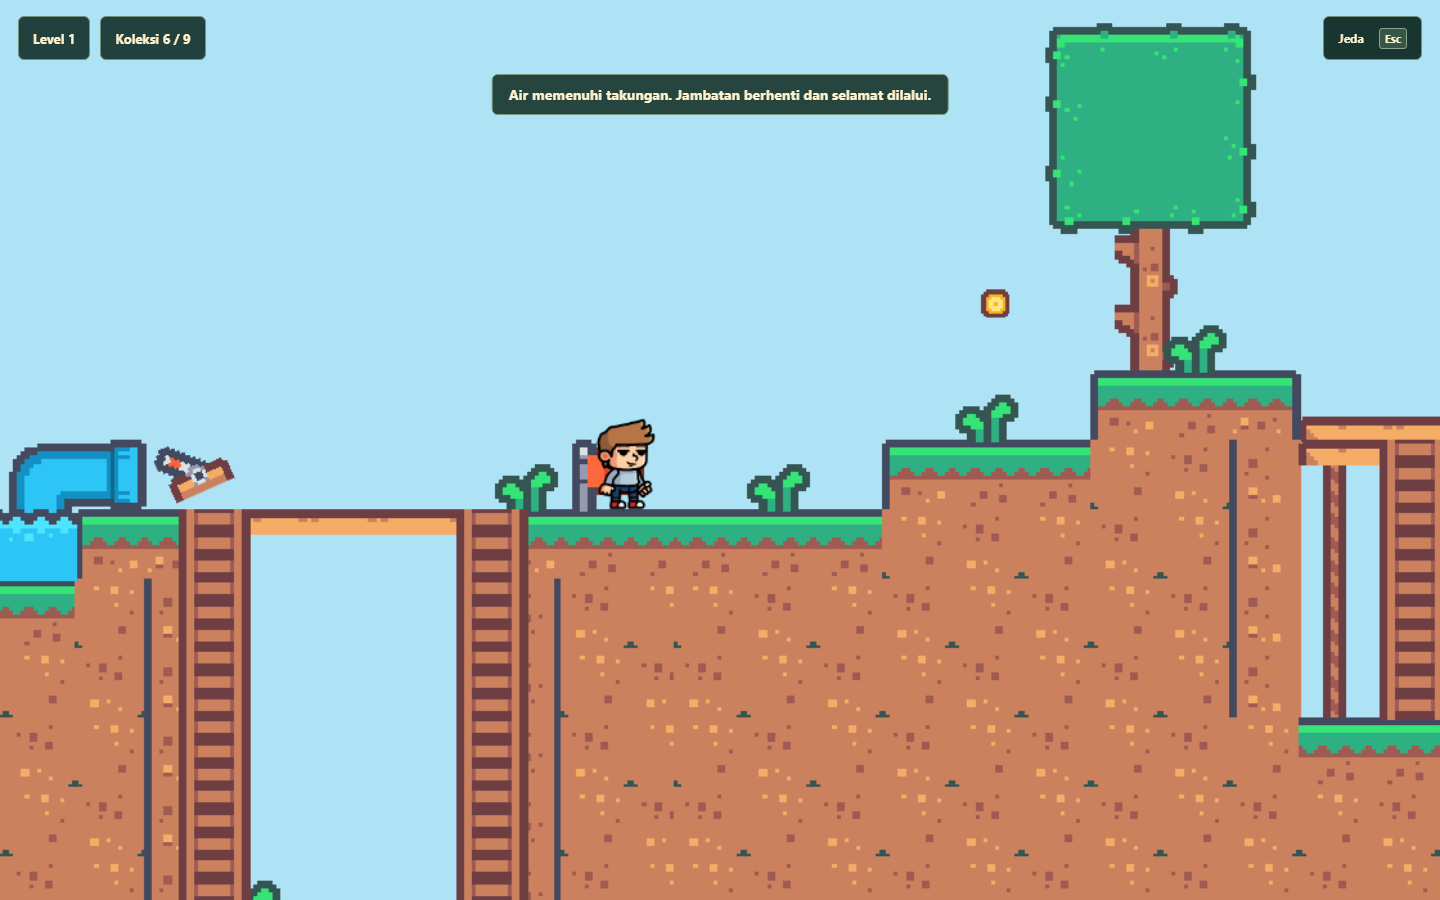 Level 1
Koleksi 6 / 9
Jeda Esc
Air memenuhi takungan. Jambatan berhenti dan selamat dilalui.